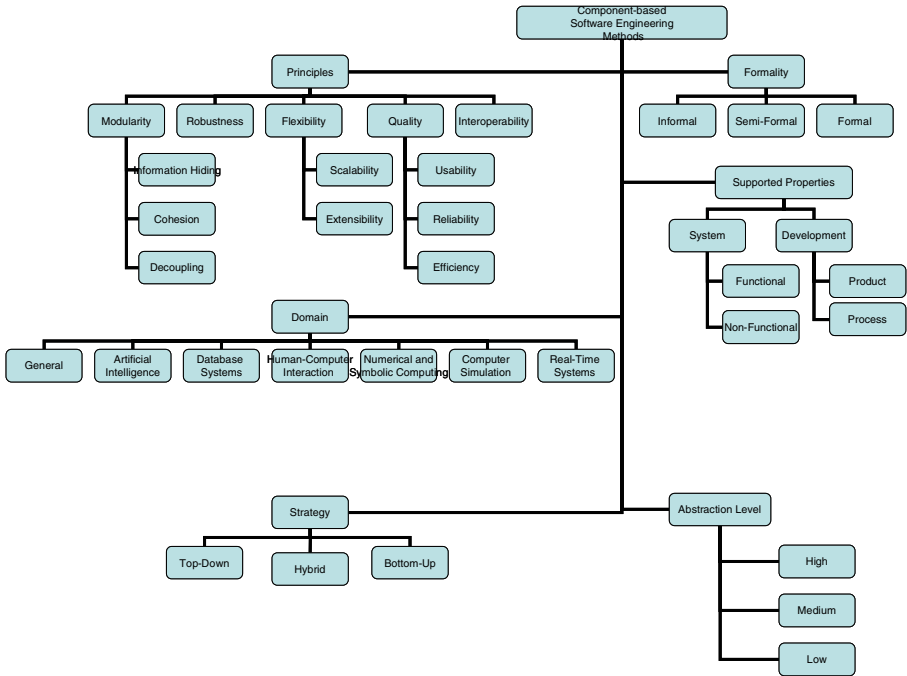 Component-based
Software Engineering
Methods
Principles
Formality
Modularity
Robustness
Flexibility
Quality
Interoperability
Informal
Semi-Formal
Formal
Information Hiding
Scalability
Usability
Cohesion
Extensibility
Reliability
Decoupling
Efficiency
Supported Properties
System
Development
Functional
Product
Non-Functional
Process
Domain
General
Artificial
Intelligence
Database
Systems
Human-Computer
Interaction
Numerical and
Symbolic Computing
Computer
Simulation
Real-Time
Systems
Strategy
Top-Down
Hybrid
Bottom-Up
Abstraction Level
High
Medium
Low